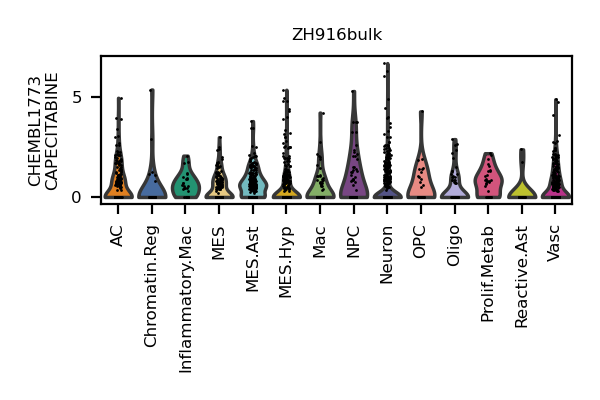 ZH916bulk
CHEMBL1773
CAPECITABINE
5
0
AC
Chromatin.Reg
Inflammatory.Mac
MES
MES.Ast
MES.Hyp
Mac
NPC
Neuron
OPC
Oligo
Prolif.Metab
Reactive.Ast
Vasc